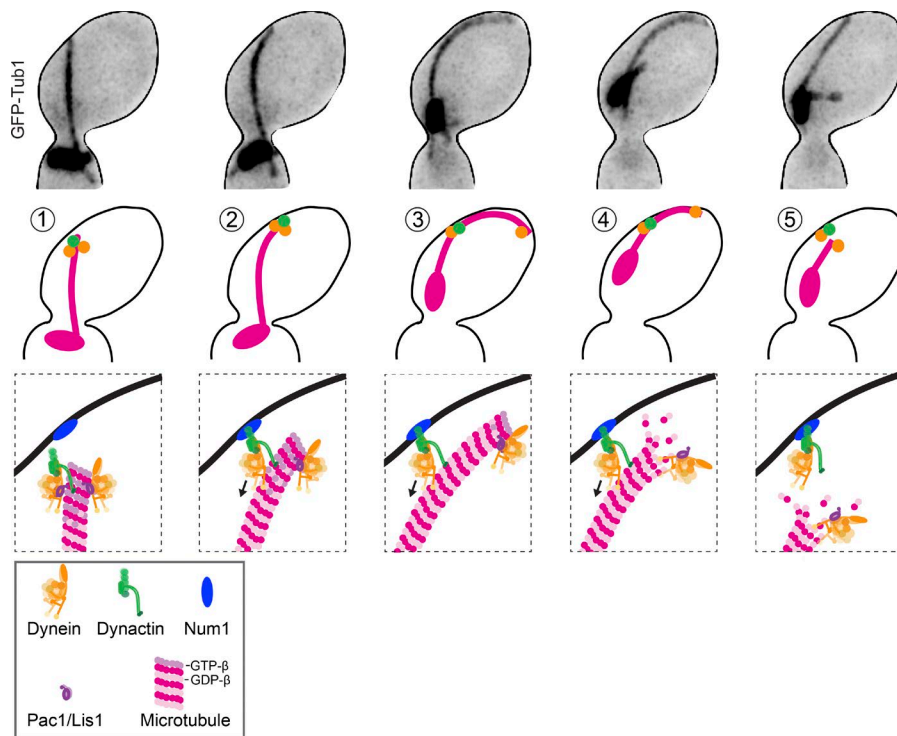 GFP-Tub1
① ② ③ ④ ⑤
Dynein Dynactin Num1
-GTP-β
-GDP-β
Pac1/Lis1 Microtubule